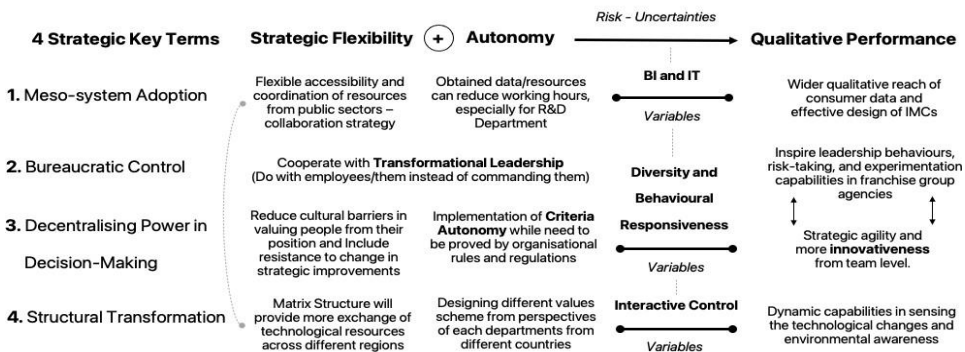 Risk - Uncertainties
4 Strategic Key Terms
Strategic Flexibility
+
Autonomy
Qualitative Performance
1. Meso-system Adoption
Flexible accessibility and
coordination of resources
from public sectors –
collaboration strategy
Obtained data/resources
can reduce working hours,
especially for R&D
Department
BI and IT
Variables
Wider qualitative reach of
consumer data and
effective design of IMCs
2. Bureaucratic Control
Cooperate with Transformational Leadership
(Do with employees/them instead of commanding them)
Diversity and
Behavioural
Responsiveness
Variables
Inspire leadership behaviours,
risk-taking, and experimentation
capabilities in franchise group
agencies
3. Decentralising Power in
Decision-Making
Reduce cultural barriers in
valuing people from their
position and Include
resistance to change in
strategic improvements
Implementation of Criteria
Autonomy while need to
be proved by organisational
rules and regulations
Strategic agility and
more innovativeness
from team level.
4. Structural Transformation
Matrix Structure will
provide more exchange of
technological resources
across different regions
Designing different values
scheme from perspectives
of each departments from
different countries
Interactive Control
Variables
Dynamic capabilities in sensing
the technological changes and
environmental awareness